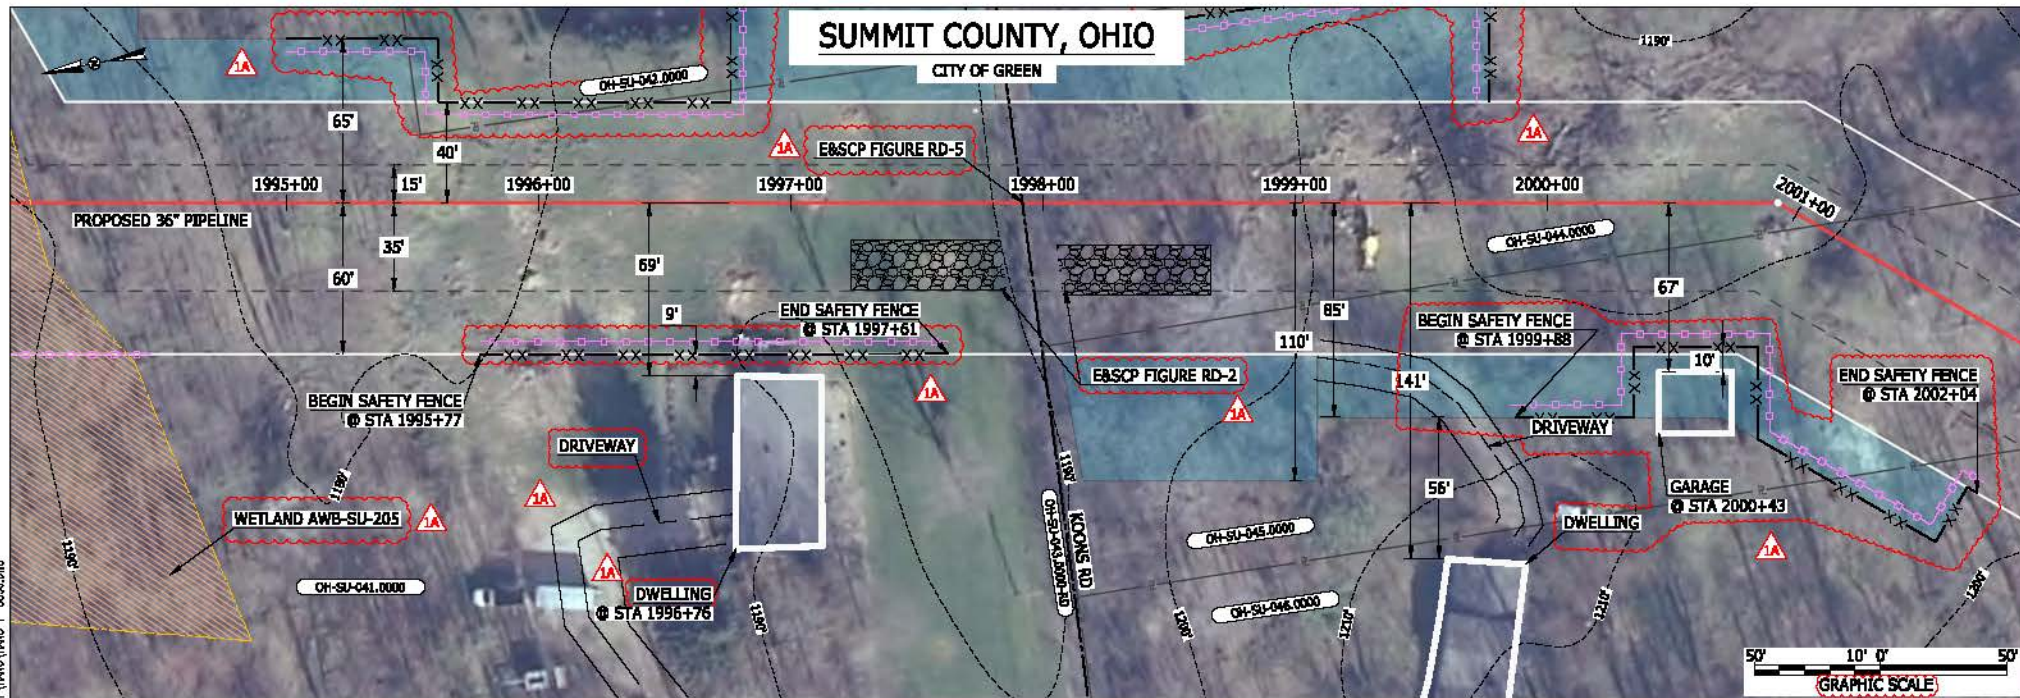 SUMMIT COUNTY, OHIO
CITY OF GREEN
1A
OH-SU-042.0000
1190'
65'
40'
1A
E&SCP FIGURE RD-5
1A
1995+00
15'
1996+00
1997+00
1998+00
1999+00
2000+00
2001+00
PROPOSED 36" PIPELINE
35'
60'
69'
9'
END SAFETY FENCE
@ STA 1997+61
OH-SU-044.0000
67'
85'
110'
141'
BEGIN SAFETY FENCE
@ STA 1999+88
10'
END SAFETY FENCE
@ STA 2002+04
E&SCP FIGURE RD-2
1A
1A
BEGIN SAFETY FENCE
@ STA 1995+77
DRIVEWAY
DRIVEWAY
1190'
1A
56'
GARAGE
@ STA 2000+43
DWELLING
WETLAND AWB-SU-205
1A
1190'
KOONS RD
OH-SU-043.0000-RD
OH-SU-045.0000
1A
1190'
OH-SU-041.0000
1A
DWELLING
@ STA 1996+76
1190'
OH-SU-046.0000
1200'
1210'
1210'
1200'
50' 10' 0' 50'
GRAPHIC SCALE